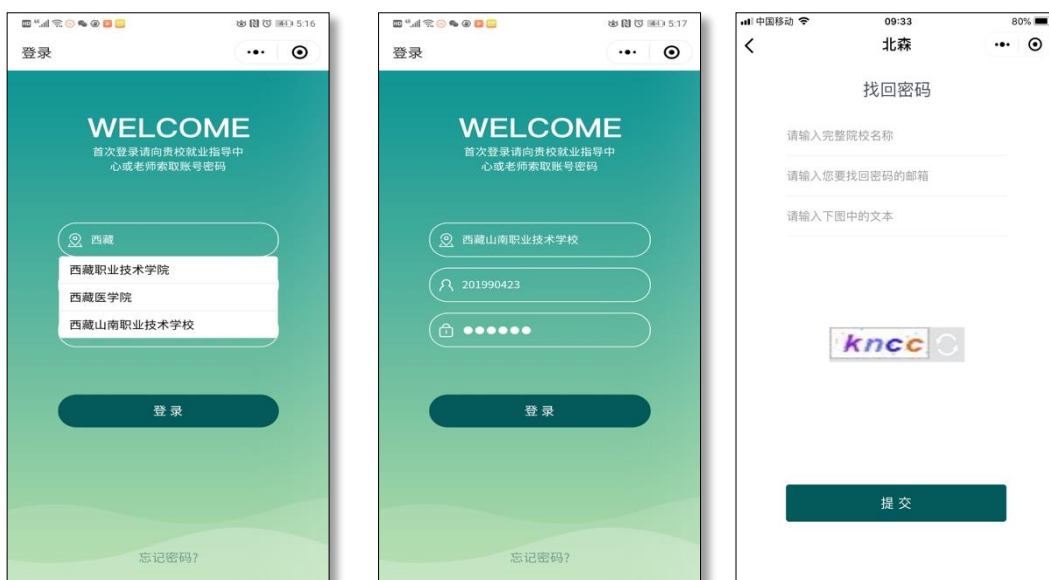 5:16
登录
WELCOME
首次登录请向贵校就业指导中
心或老师索取账号密码
西藏
西藏职业技术学院
西藏医学院
西藏山南职业技术学校
登 录
忘记密码?
5:17
登录
WELCOME
首次登录请向贵校就业指导中
心或老师索取账号密码
西藏山南职业技术学校
201990423
登 录
忘记密码?
中国移动 09:33 80%
北森
找回密码
请输入完整院校名称
请输入您要找回密码的邮箱
请输入下图中的文本
kncc
提 交